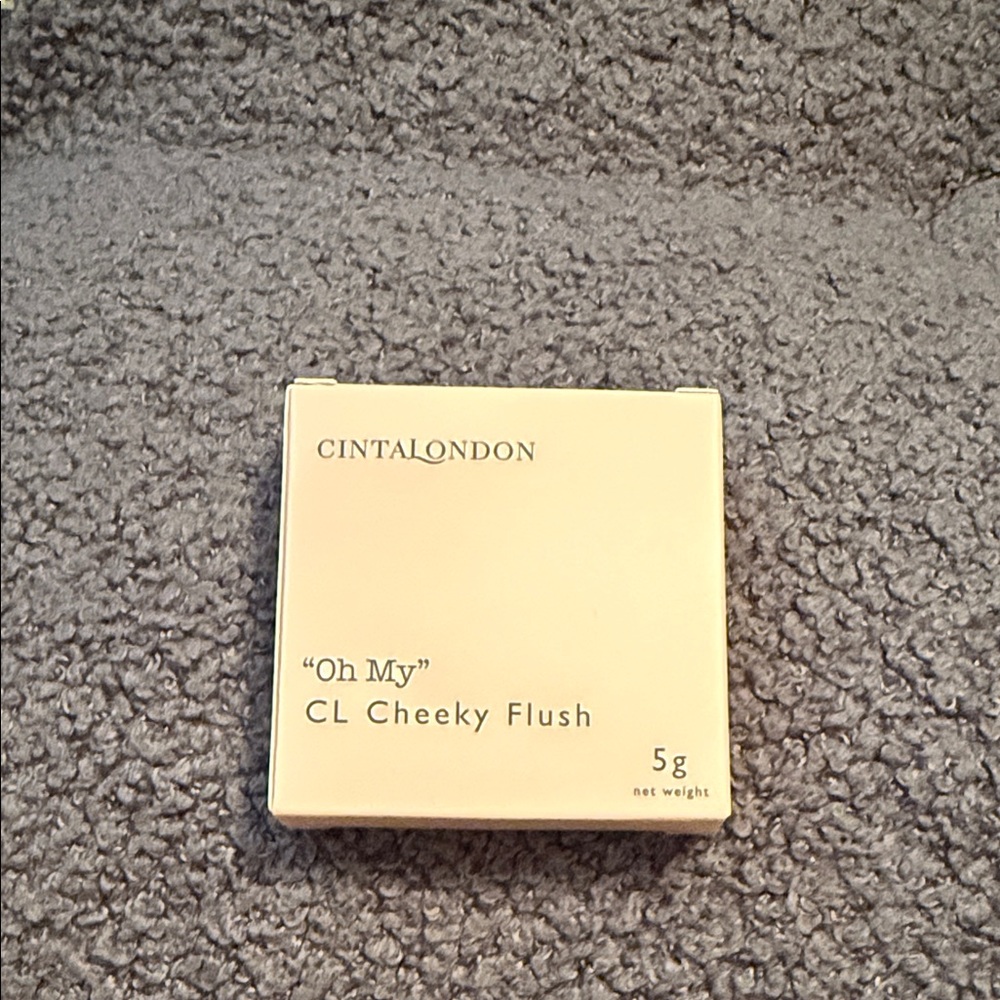 CINTALONDON
“Oh My”
CL Cheeky Flush
5g
net weight